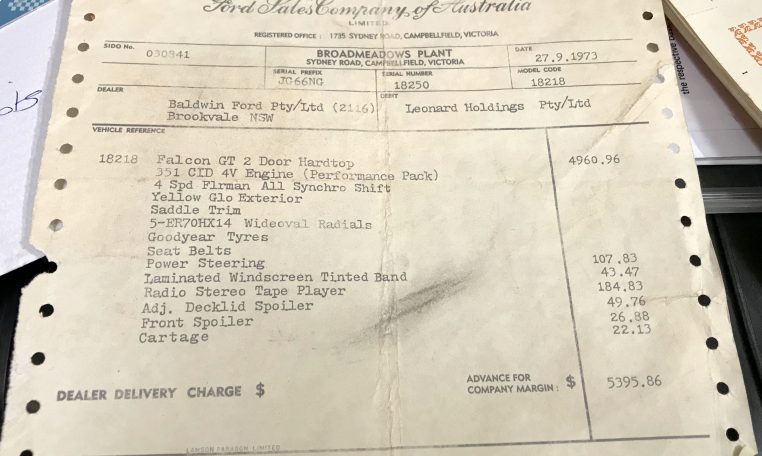 Ford Sales Company of Australia
LIMITED
REGISTERED OFFICE : 1735 SYDNEY ROAD, CAMPBELLFIELD, VICTORIA
SIDO No. 030841
BROADMEADOWS PLANT
SYDNEY ROAD, CAMPBELLFIELD, VICTORIA
DATE 27.9.1973
SERIAL PREFIX JG66NG
SERIAL NUMBER 18250
MODEL CODE 18218
DEALER
Baldwin Ford Pty/Ltd (2116)
Brookvale NSW
DEBIT
Leonard Holdings Pty/Ltd
VEHICLE REFERENCE
18218 Falcon GT 2 Door Hardtop 4960.96
351 CID 4V Engine (Performance Pack)
4 Spd Flrman All Synchro Shift
Yellow Glo Exterior
Saddle Trim
5-ER70HX14 Wideoval Radials
Goodyear Tyres
Seat Belts
Power Steering 107.83
Laminated Windscreen Tinted Band 43.47
Radio Stereo Tape Player 184.83
Adj. Decklid Spoiler 49.76
Front Spoiler 26.88
Cartage 22.13
DEALER DELIVERY CHARGE $
ADVANCE FOR
COMPANY MARGIN : $ 5395.86
LAMSON PARAGON LIMITED
the respective